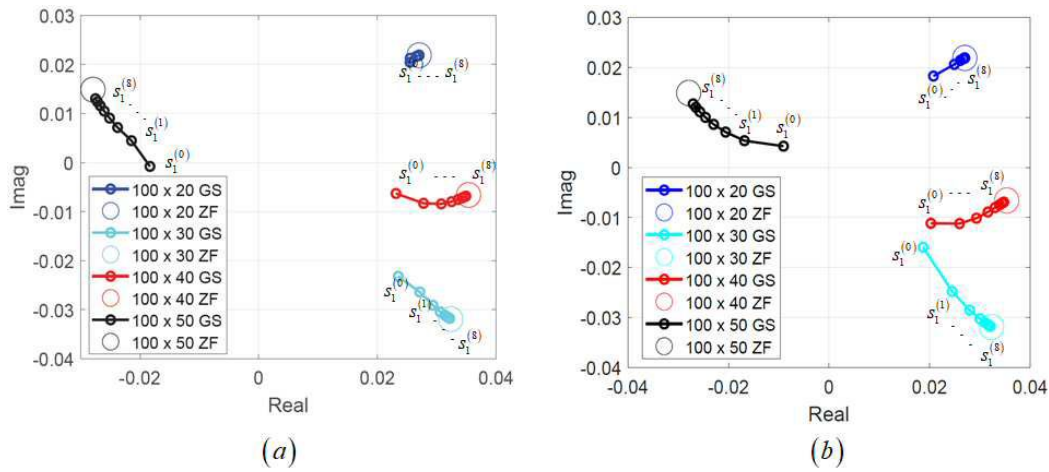 0.03
0.02
0.01
0
-0.01
-0.02
-0.03
-0.04
-0.02
0
0.02
0.04
Imag
Real
s₁⁽⁸⁾
s₁⁽¹⁾
s₁⁽⁰⁾
s₁⁽⁰⁾ - - - - s₁⁽⁸⁾
s₁⁽⁰⁾ - - - s₁⁽⁸⁾
s₁⁽⁰⁾
s₁⁽¹⁾
s₁⁽⁸⁾
100 x 20 GS
100 x 20 ZF
100 x 30 GS
100 x 30 ZF
100 x 40 GS
100 x 40 ZF
100 x 50 GS
100 x 50 ZF
(a)
0.03
0.02
0.01
0
-0.01
-0.02
-0.03
-0.04
-0.04
-0.02
0
0.02
0.04
Imag
Real
s₁⁽⁸⁾
s₁⁽¹⁾
s₁⁽⁰⁾
s₁⁽⁰⁾ - - - s₁⁽⁸⁾
s₁⁽⁰⁾ - - - - s₁⁽⁸⁾
s₁⁽⁰⁾
s₁⁽¹⁾
s₁⁽⁸⁾
100 x 20 GS
100 x 20 ZF
100 x 30 GS
100 x 30 ZF
100 x 40 GS
100 x 40 ZF
100 x 50 GS
100 x 50 ZF
(b)